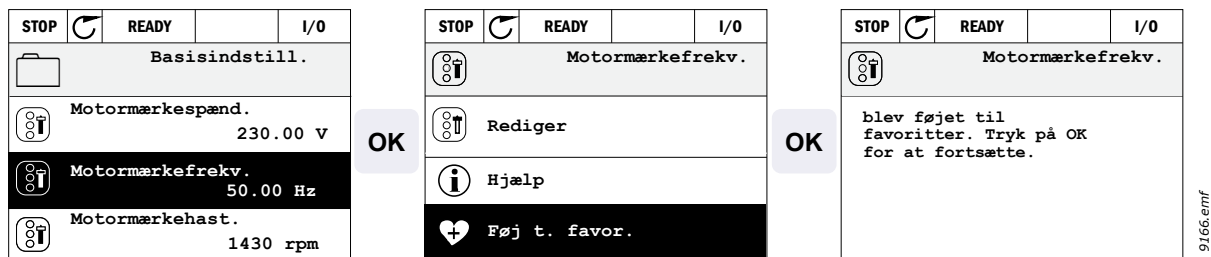 STOP READY I/O
Basisindstill.
Motormærkespænd.
230.00 V
Motormærkefrekv.
50.00 Hz
Motormærkehast.
1430 rpm
OK
STOP READY I/O
Motormærkefrekv.
Rediger
Hjælp
Føj t. favor.
OK
STOP READY I/O
Motormærkefrekv.
blev føjet til
favoritter. Tryk på OK
for at fortsætte.
9166.emf